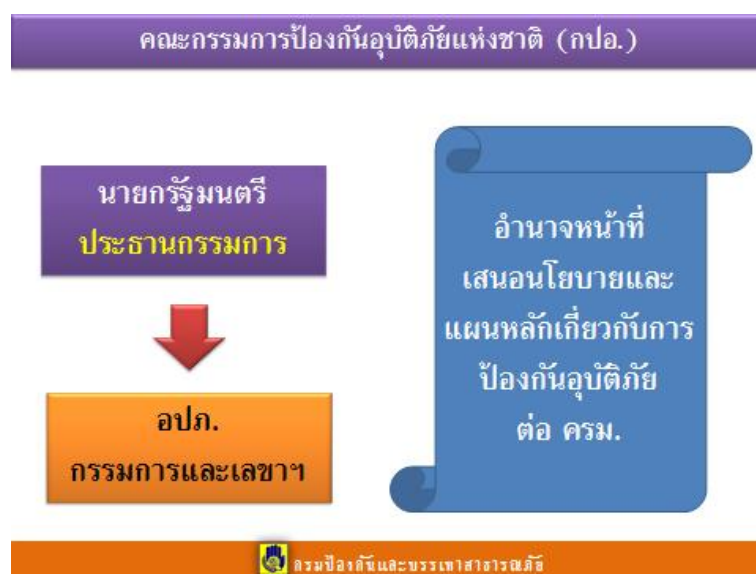 คณะกรรมการป้องกันอุบัติภัยแห่งชาติ (กปอ.)
นายกรัฐมนตรี
ประธานกรรมการ
อปภ.
กรรมการและเลขาฯ
อำนาจหน้าที่
เสนอนโยบายและ
แผนหลักเกี่ยวกับการ
ป้องกันอุบัติภัย
ต่อ ครม.
กรมป้องกันและบรรเทาสาธารณภัย